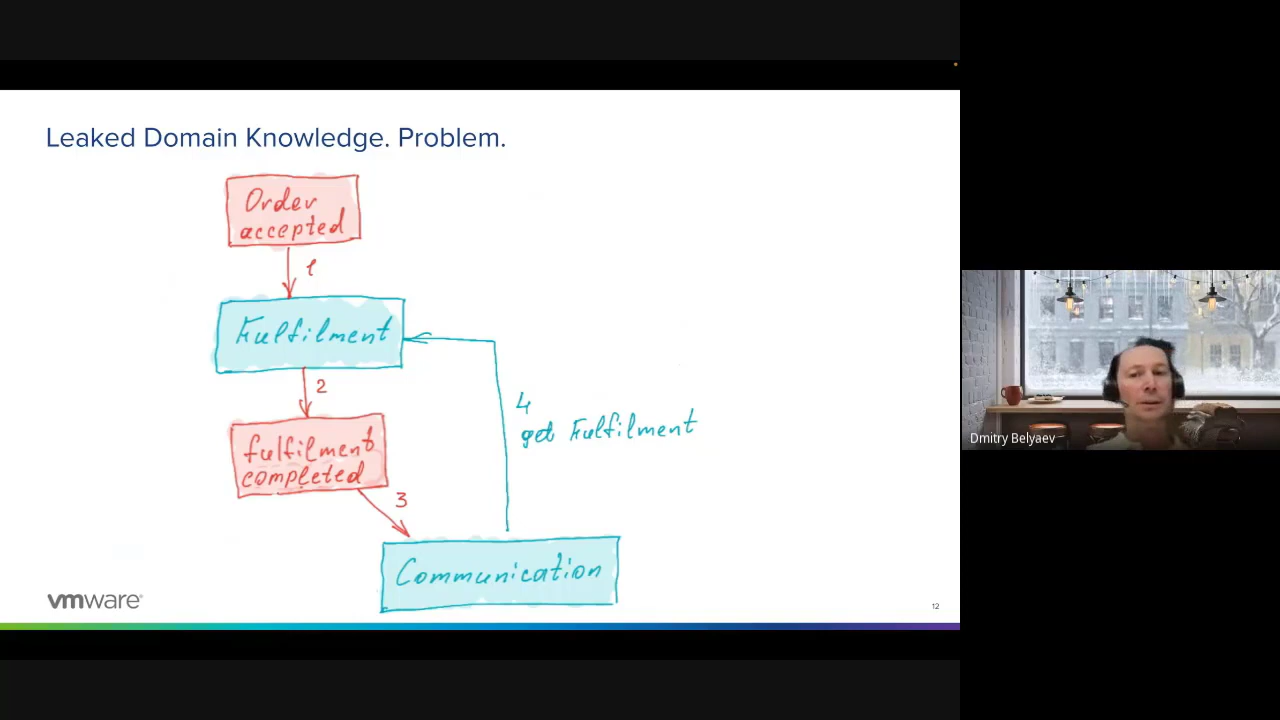 Leaked Domain Knowledge. Problem.
Order
accepted
1
Fulfilment
2
fulfilment
completed
3
4
get Fulfilment
Communication
vmware®
12
Dmitry Belyaev